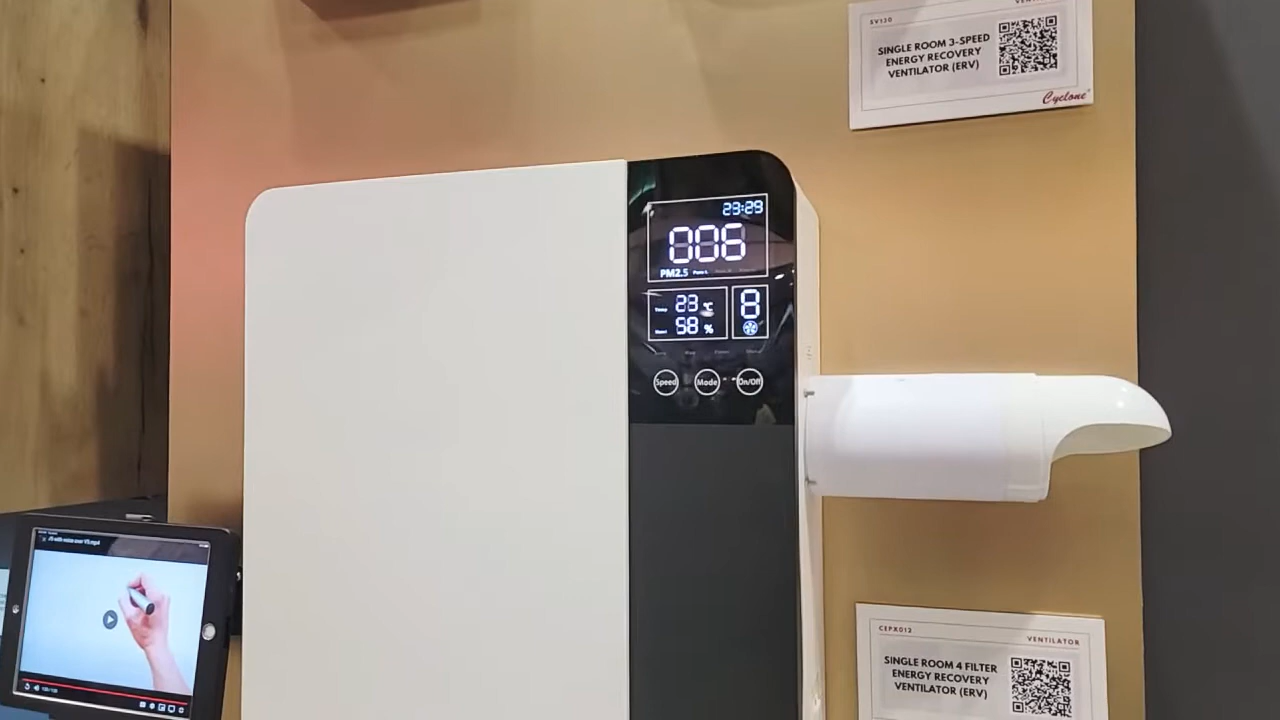 SV130
SINGLE ROOM 3-SPEED
ENERGY RECOVERY
VENTILATOR (ERV)
Cyclone
23:29
006
PM2.5
23 ℃
58 %
8
Speed Mode On/Off
CEPX012 VENTILATOR
SINGLE ROOM 4 FILTER
ENERGY RECOVERY
VENTILATOR (ERV)